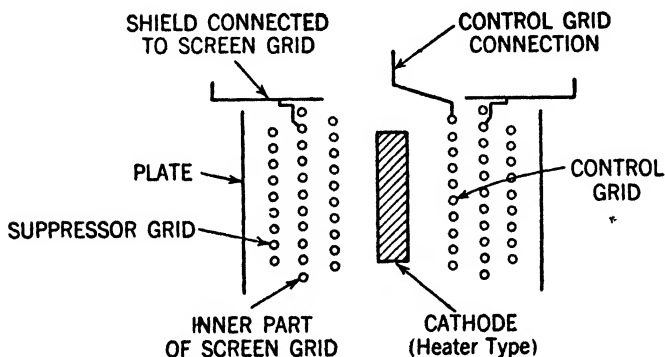 SHIELD CONNECTED
TO SCREEN GRID
CONTROL GRID
CONNECTION
PLATE
CONTROL
GRID
SUPPRESSOR GRID
INNER PART
OF SCREEN GRID
CATHODE
(Heater Type)